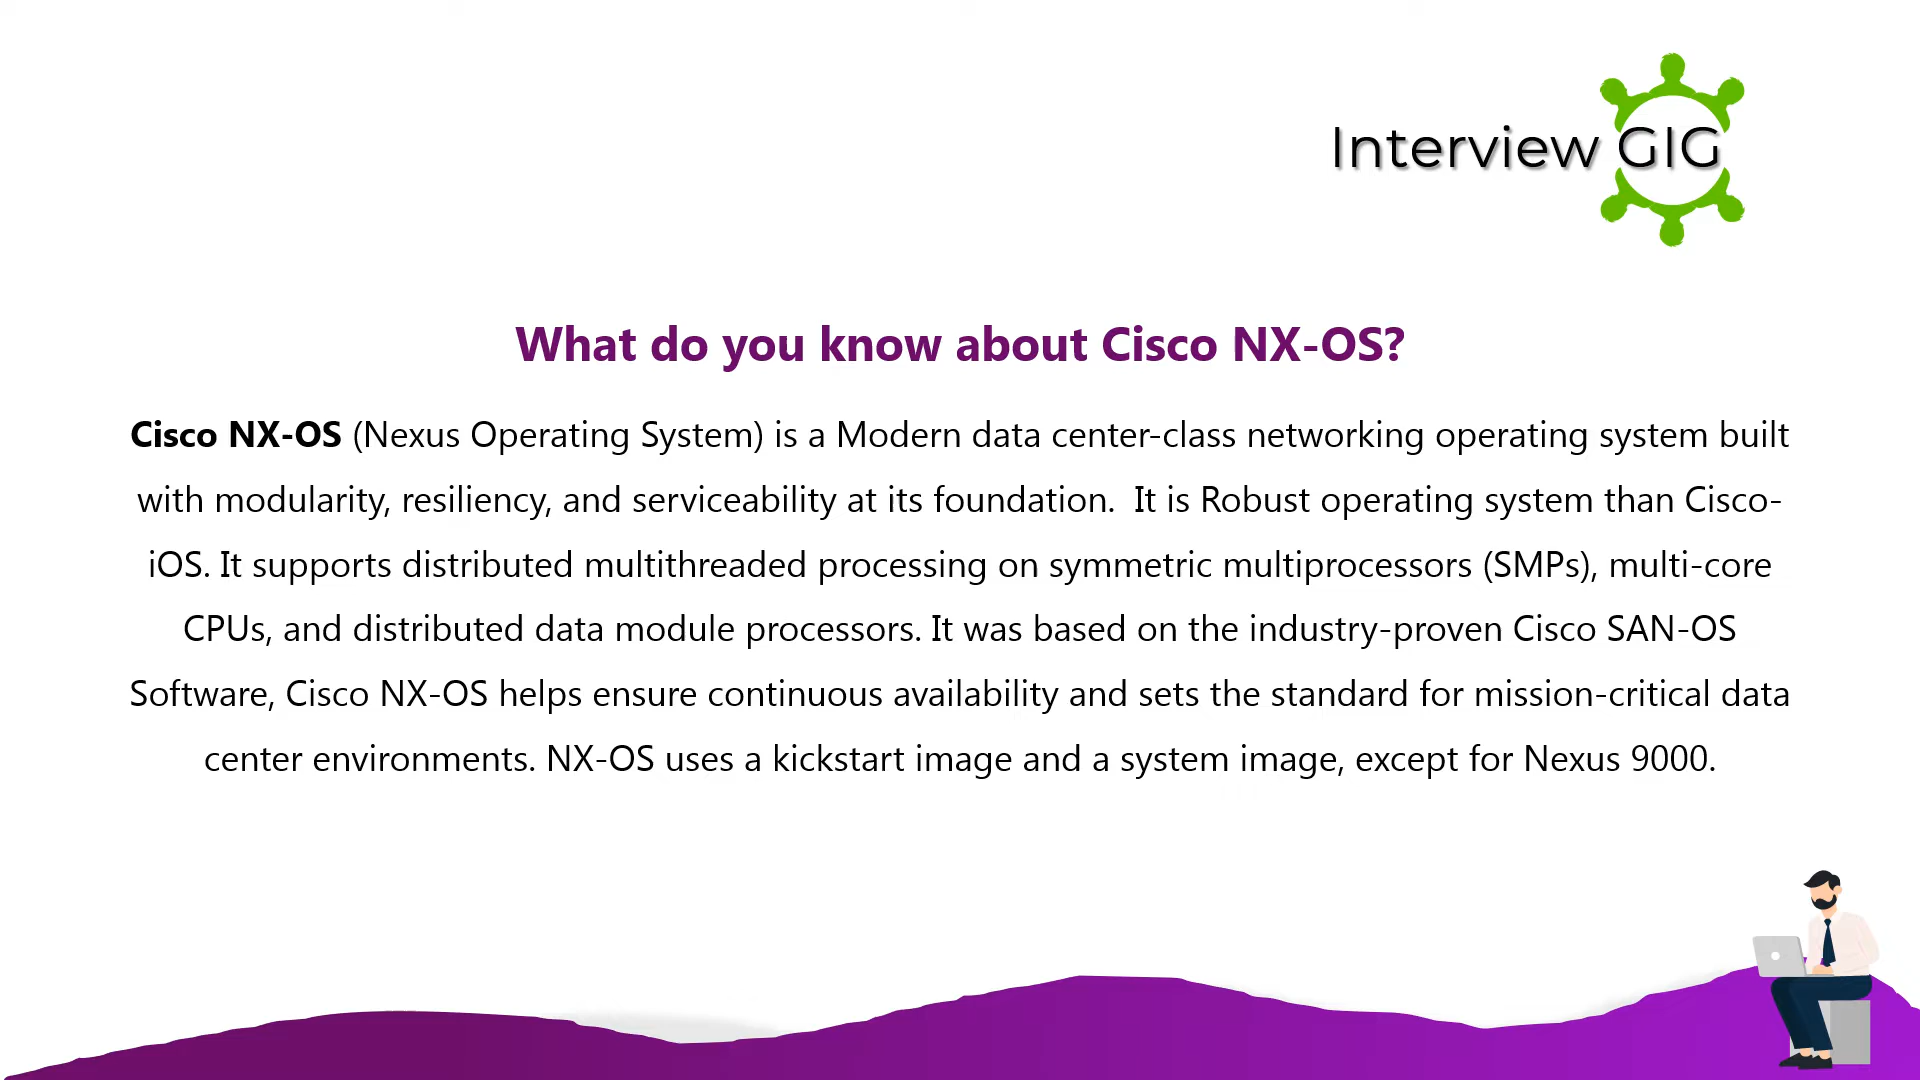 Interview GIG
What do you know about Cisco NX-OS?
Cisco NX-OS (Nexus Operating System) is a Modern data center-class networking operating system built
with modularity, resiliency, and serviceability at its foundation.  It is Robust operating system than Cisco-
iOS. It supports distributed multithreaded processing on symmetric multiprocessors (SMPs), multi-core
CPUs, and distributed data module processors. It was based on the industry-proven Cisco SAN-OS
Software, Cisco NX-OS helps ensure continuous availability and sets the standard for mission-critical data
center environments. NX-OS uses a kickstart image and a system image, except for Nexus 9000.